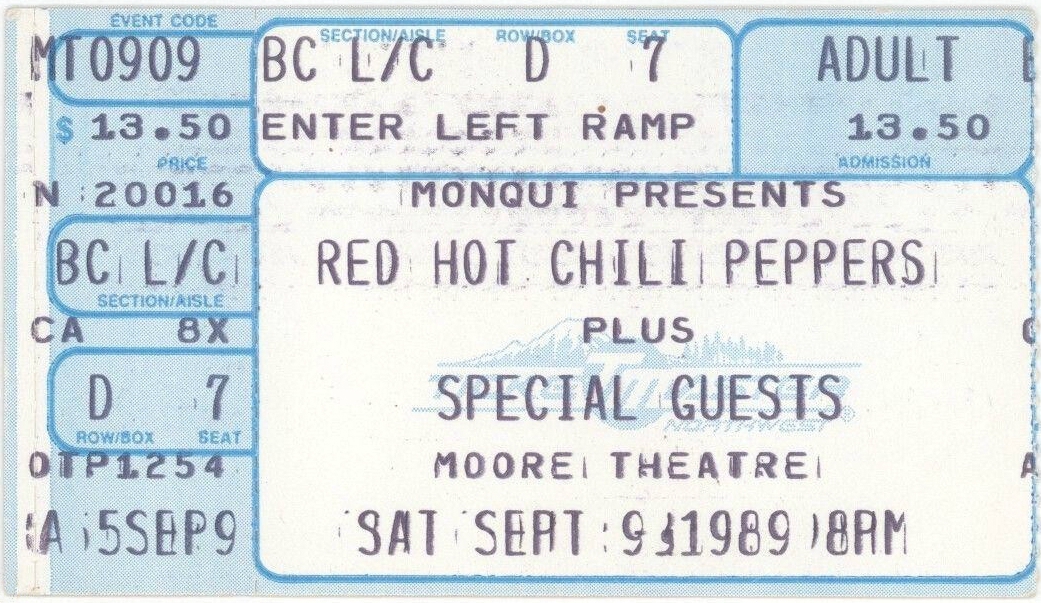 EVENT CODE SECTION/AISLE ROW/BOX SEAT
MT0909 BC L/C D 7 ADULT
$ 13.50 ENTER LEFT RAMP 13.50
PRICE ADMISSION
N 20016 MONQUI PRESENTS
BC L/C RED HOT CHILI PEPPERS
SECTION/AISLE
CA 8X PLUS
D 7 SPECIAL GUESTS
NORTHWEST
ROW/BOX SEAT
OTP1254 MOORE THEATRE
A 5SEP9 SAT SEPT 9,1989 8PM